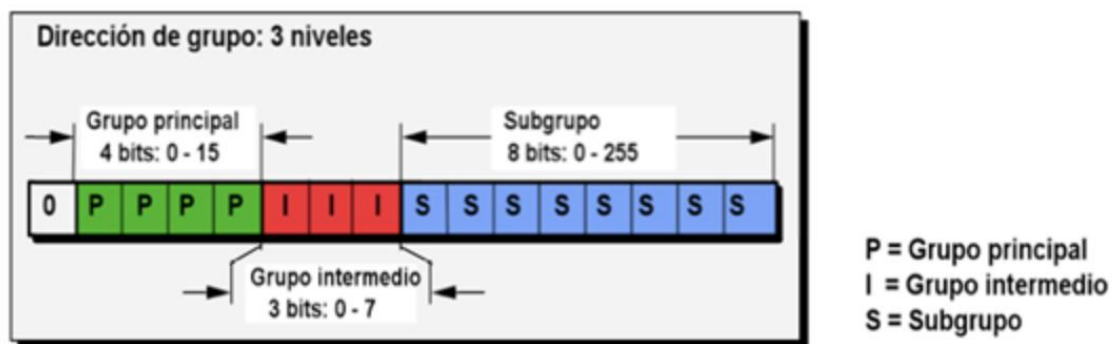 Dirección de grupo: 3 niveles
Grupo principal
4 bits: 0 - 15
Subgrupo
8 bits: 0 - 255
0 P P P P I I I S S S S S S S S
Grupo intermedio
3 bits: 0 - 7
P = Grupo principal
I = Grupo intermedio
S = Subgrupo